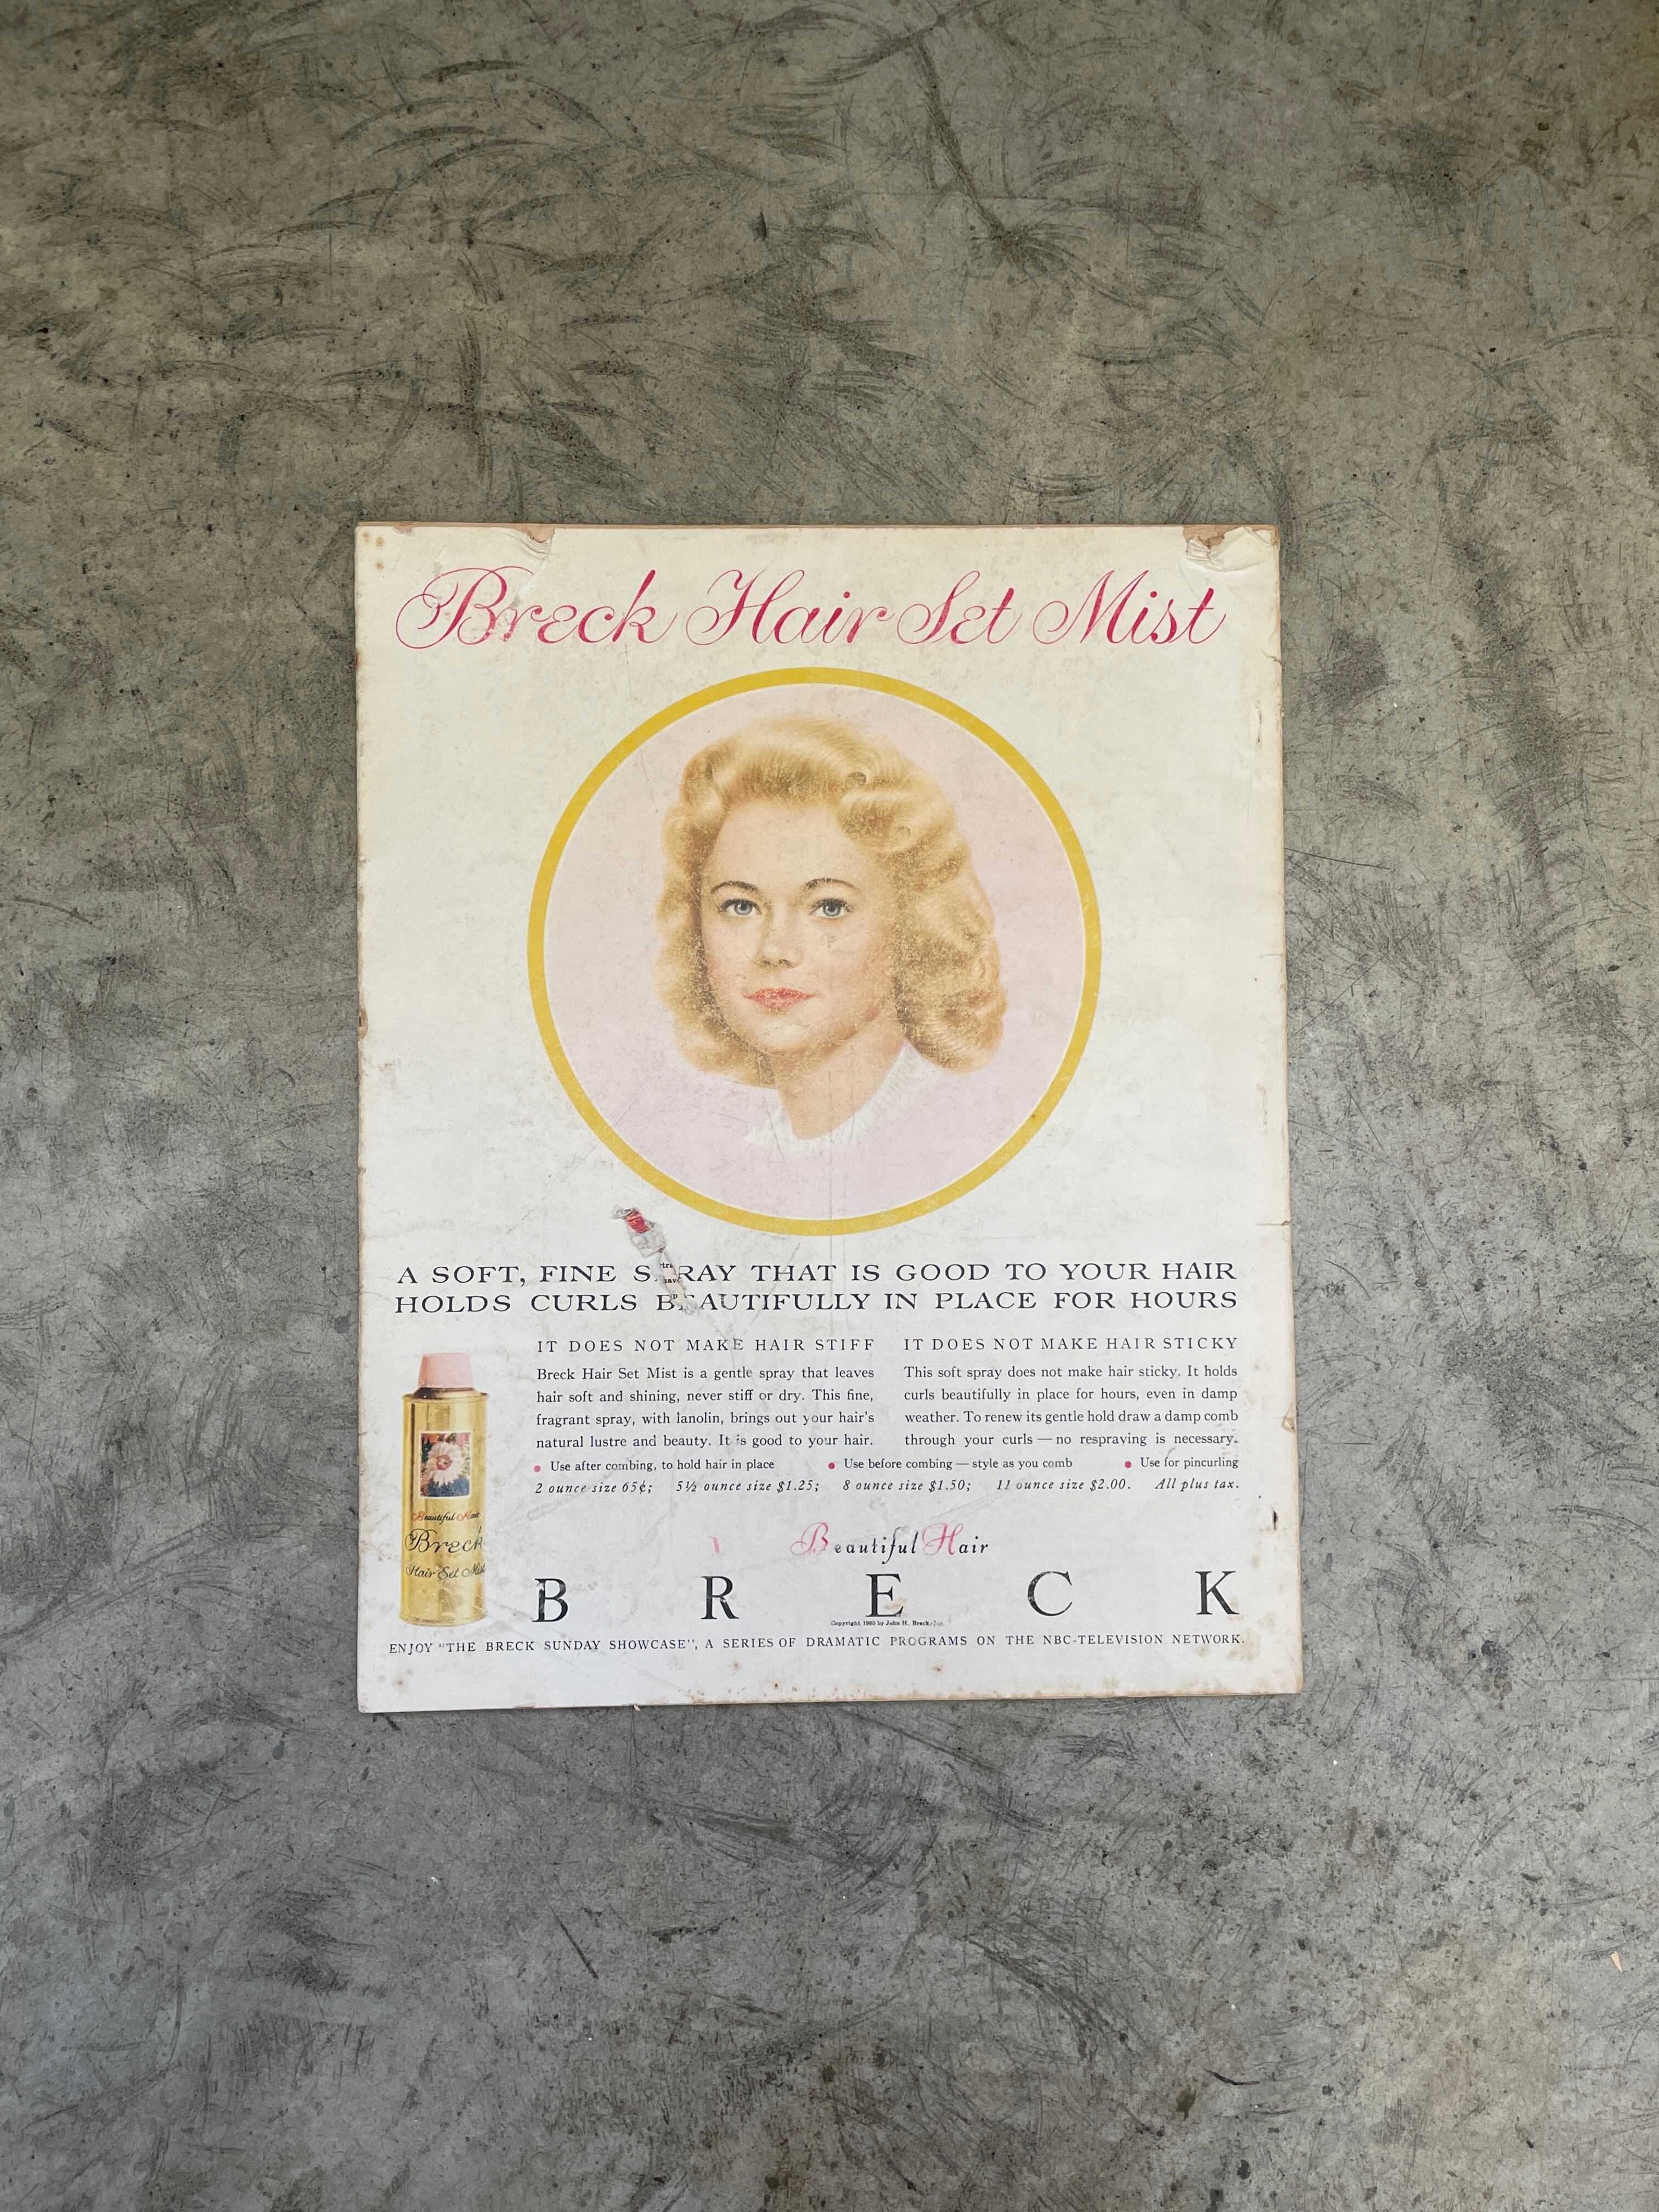 Breck Hair Set Mist
A SOFT, FINE S RAY THAT IS GOOD TO YOUR HAIR
HOLDS CURLS BEAUTIFULLY IN PLACE FOR HOURS
IT DOES NOT MAKE HAIR STIFF
Breck Hair Set Mist is a gentle spray that leaves
hair soft and shining, never stiff or dry. This fine,
fragrant spray, with lanolin, brings out your hair's
natural lustre and beauty. It is good to your hair.
IT DOES NOT MAKE HAIR STICKY
This soft spray does not make hair sticky. It holds
curls beautifully in place for hours, even in damp
weather. To renew its gentle hold draw a damp comb
through your curls — no respraying is necessary.
• Use after combing, to hold hair in place • Use before combing — style as you comb • Use for pincurling
2 ounce size 65¢; 5½ ounce size $1.25; 8 ounce size $1.50; 11 ounce size $2.00. All plus tax.
Beautiful Hair
Breck
Hair Set Mist
Beautiful Hair
B R E C K
Copyright 1960 by John H. Breck, Inc.
ENJOY "THE BRECK SUNDAY SHOWCASE", A SERIES OF DRAMATIC PROGRAMS ON THE NBC-TELEVISION NETWORK.